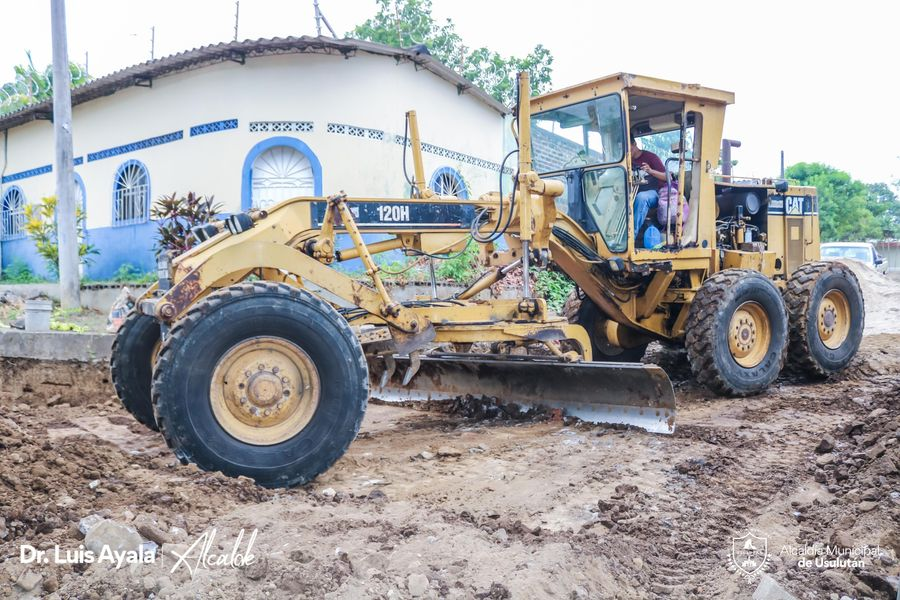 120H
CAT
Dr. Luis Ayala Alcalde
Alcaldía Municipal
de Usulután